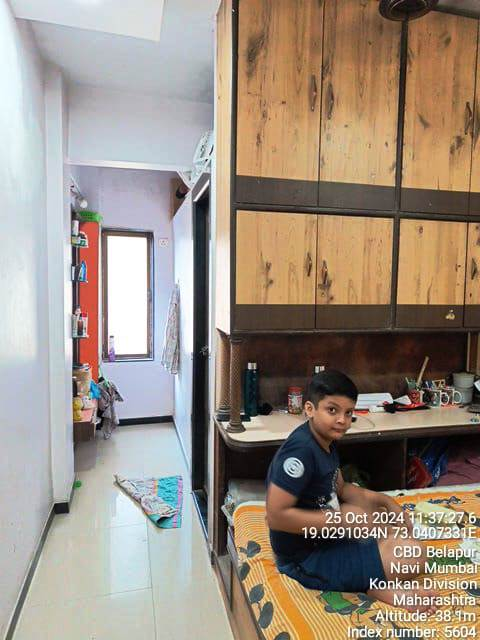 25 Oct 2024 11:37:27.6
19.0291034N 73.0407331E
CBD Belapur
Navi Mumbai
Konkan Division
Maharashtra
Altitude: 38.1m
Index number: 5604